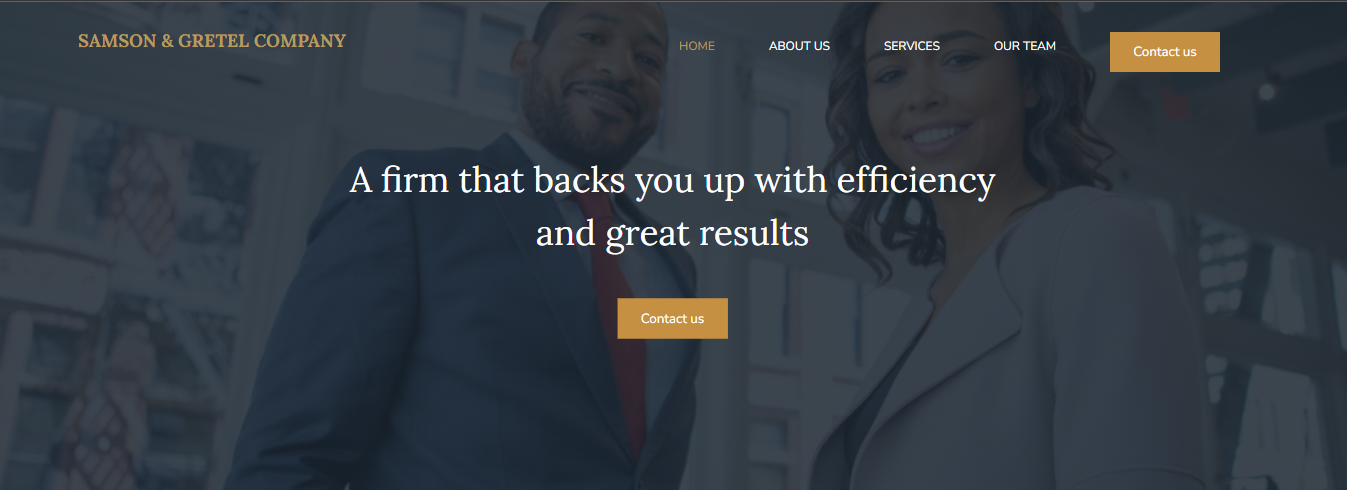 SAMSON & GRETEL COMPANY
HOME
ABOUT US
SERVICES
OUR TEAM
Contact us
A firm that backs you up with efficiency
and great results
Contact us